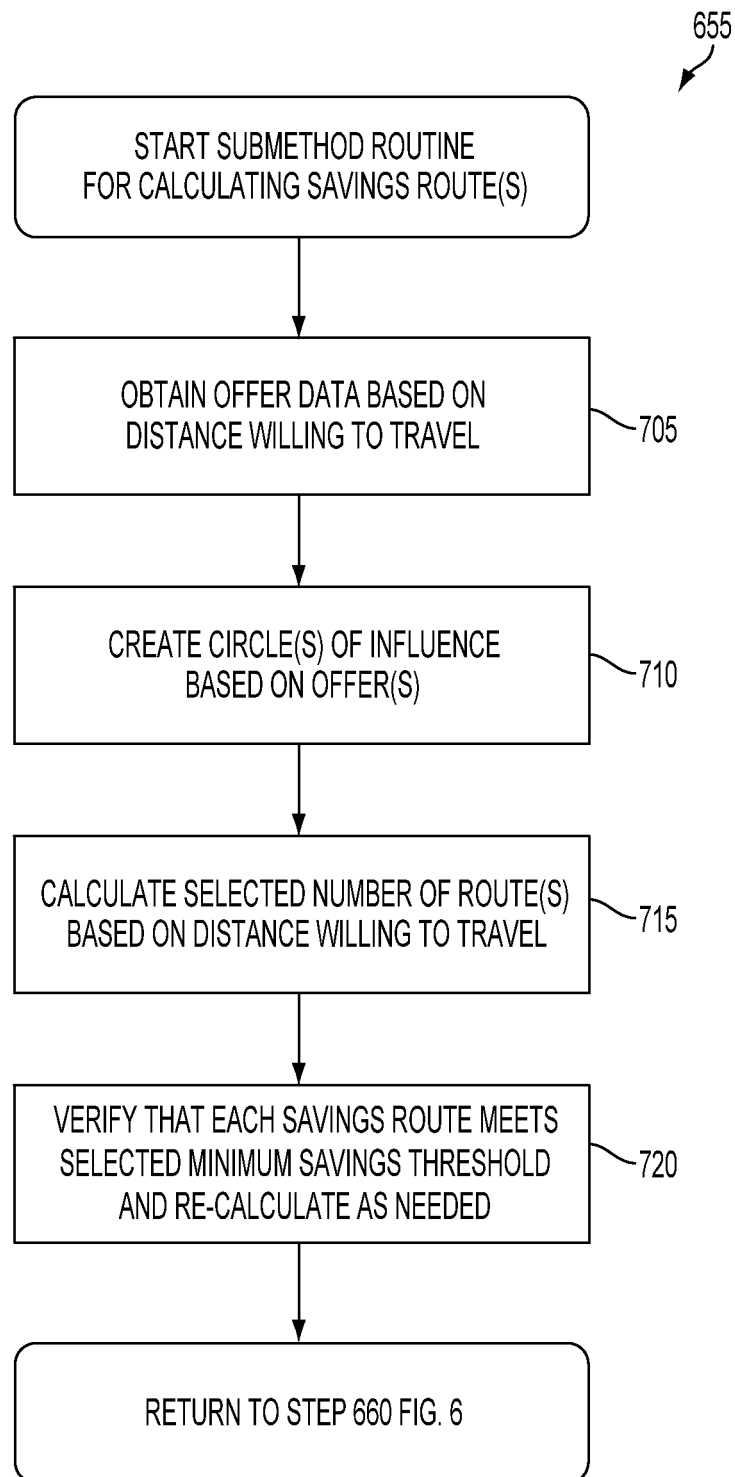 655
START SUBMETHOD ROUTINE
FOR CALCULATING SAVINGS ROUTE(S)
OBTAIN OFFER DATA BASED ON
DISTANCE WILLING TO TRAVEL
705
CREATE CIRCLE(S) OF INFLUENCE
BASED ON OFFER(S)
710
CALCULATE SELECTED NUMBER OF ROUTE(S)
BASED ON DISTANCE WILLING TO TRAVEL
715
VERIFY THAT EACH SAVINGS ROUTE MEETS
SELECTED MINIMUM SAVINGS THRESHOLD
AND RE-CALCULATE AS NEEDED
720
RETURN TO STEP 660 FIG. 6